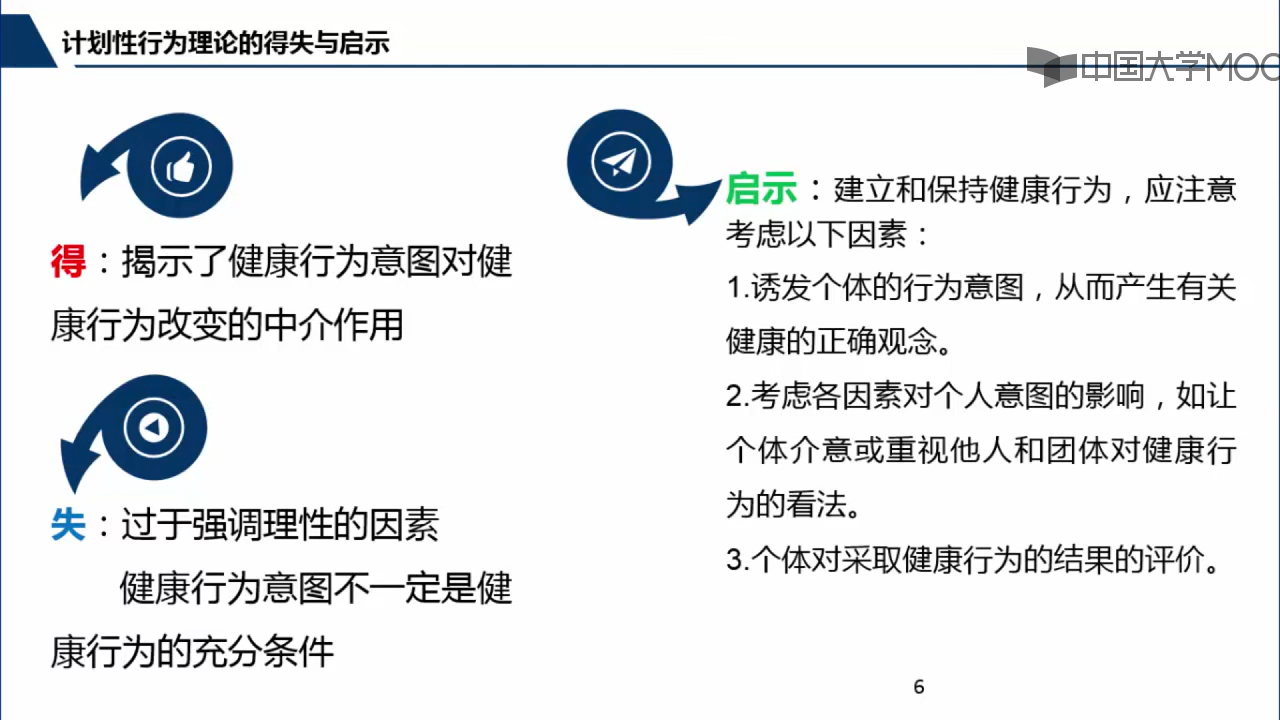 计划性行为理论的得失与启示
中国大学MOO
得：揭示了健康行为意图对健
康行为改变的中介作用
失：过于强调理性的因素
健康行为意图不一定是健
康行为的充分条件
启示：建立和保持健康行为，应注意
考虑以下因素：
1.诱发个体的行为意图，从而产生有关
健康的正确观念。
2.考虑各因素对个人意图的影响，如让
个体介意或重视他人和团体对健康行
为的看法。
3.个体对采取健康行为的结果的评价。
6